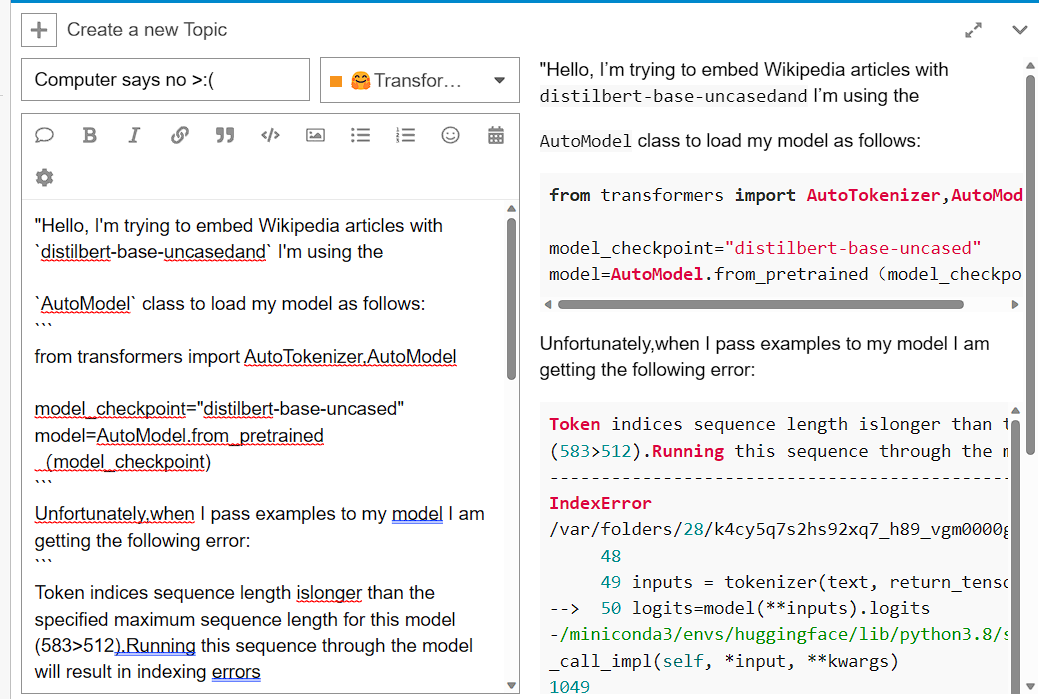 Create a new Topic
Computer says no >:(
🤗 Transfor...
"Hello, I'm trying to embed Wikipedia articles with
`distilbert-base-uncasedand` I'm using the
`AutoModel` class to load my model as follows:
```
from transformers import AutoTokenizer,AutoModel
model_checkpoint="distilbert-base-uncased"
model=AutoModel.from_pretrained
（model_checkpoint)
```
Unfortunately,when I pass examples to my model I am
getting the following error:
```
Token indices sequence length islonger than the
specified maximum sequence length for this model
(583>512).Running this sequence through the model
will result in indexing errors
"Hello, I'm trying to embed Wikipedia articles with
distilbert-base-uncasedand I'm using the
AutoModel class to load my model as follows:
from transformers import AutoTokenizer,AutoMod
model_checkpoint="distilbert-base-uncased"
model=AutoModel.from_pretrained（model_checkpo
Unfortunately,when I pass examples to my model I am
getting the following error:
Token indices sequence length islonger than t
(583>512).Running this sequence through the m
---------------------------------------------
IndexError
/var/folders/28/k4cy5q7s2hs92xq7_h89_vgm0000g
48
49 inputs = tokenizer(text, return_tenso
--> 50 logits=model(**inputs).logits
-/miniconda3/envs/huggingface/lib/python3.8/s
_call_impl(self, *input, **kwargs)
1049